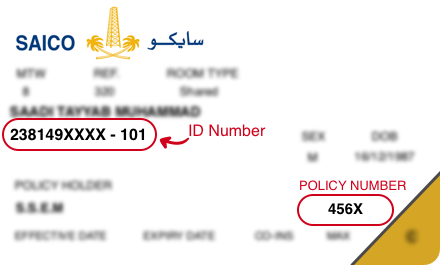 SAICO سايكو
MTW REF. ROOM TYPE
8 320 Shared
SAADI TAYYAB MUHAMMAD
238149XXXX - 101 ID Number
SEX DOB
M 16/12/1987
POLICY HOLDER POLICY NUMBER
S.S.E.M 456X
EFFECTIVE DATE EXPIRY DATE CO-INS MAX C